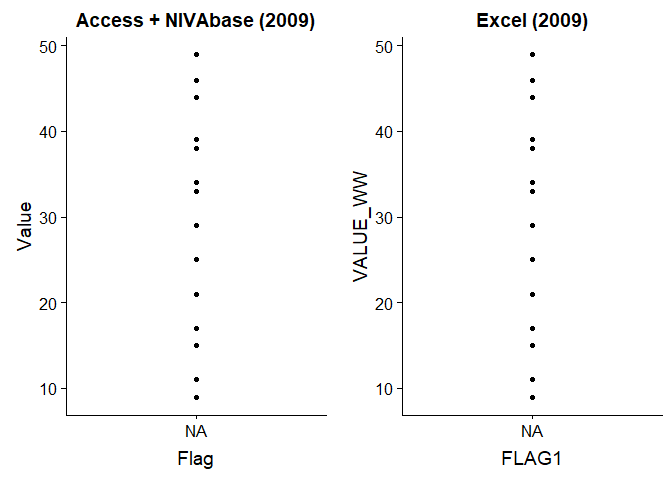 Access + NIVAbase (2009)
Value
50
40
30
20
10
NA
Flag
Excel (2009)
VALUE_WW
50
40
30
20
10
NA
FLAG1